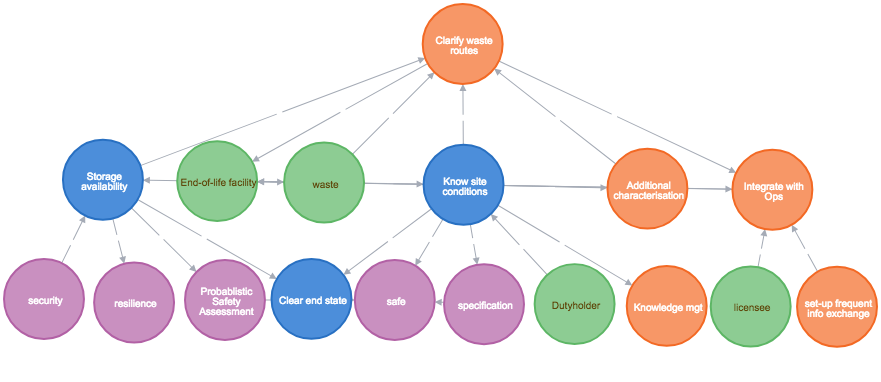 Clarify waste
routes
Storage
availability
End-of-life facility
waste
Know site
conditions
Additional
characterisation
Integrate with
Ops
security
resilience
Probablistic
Safety
Assessment
Clear end state
safe
specification
Dutyholder
Knowledge mgt
licensee
set-up frequent
info exchange